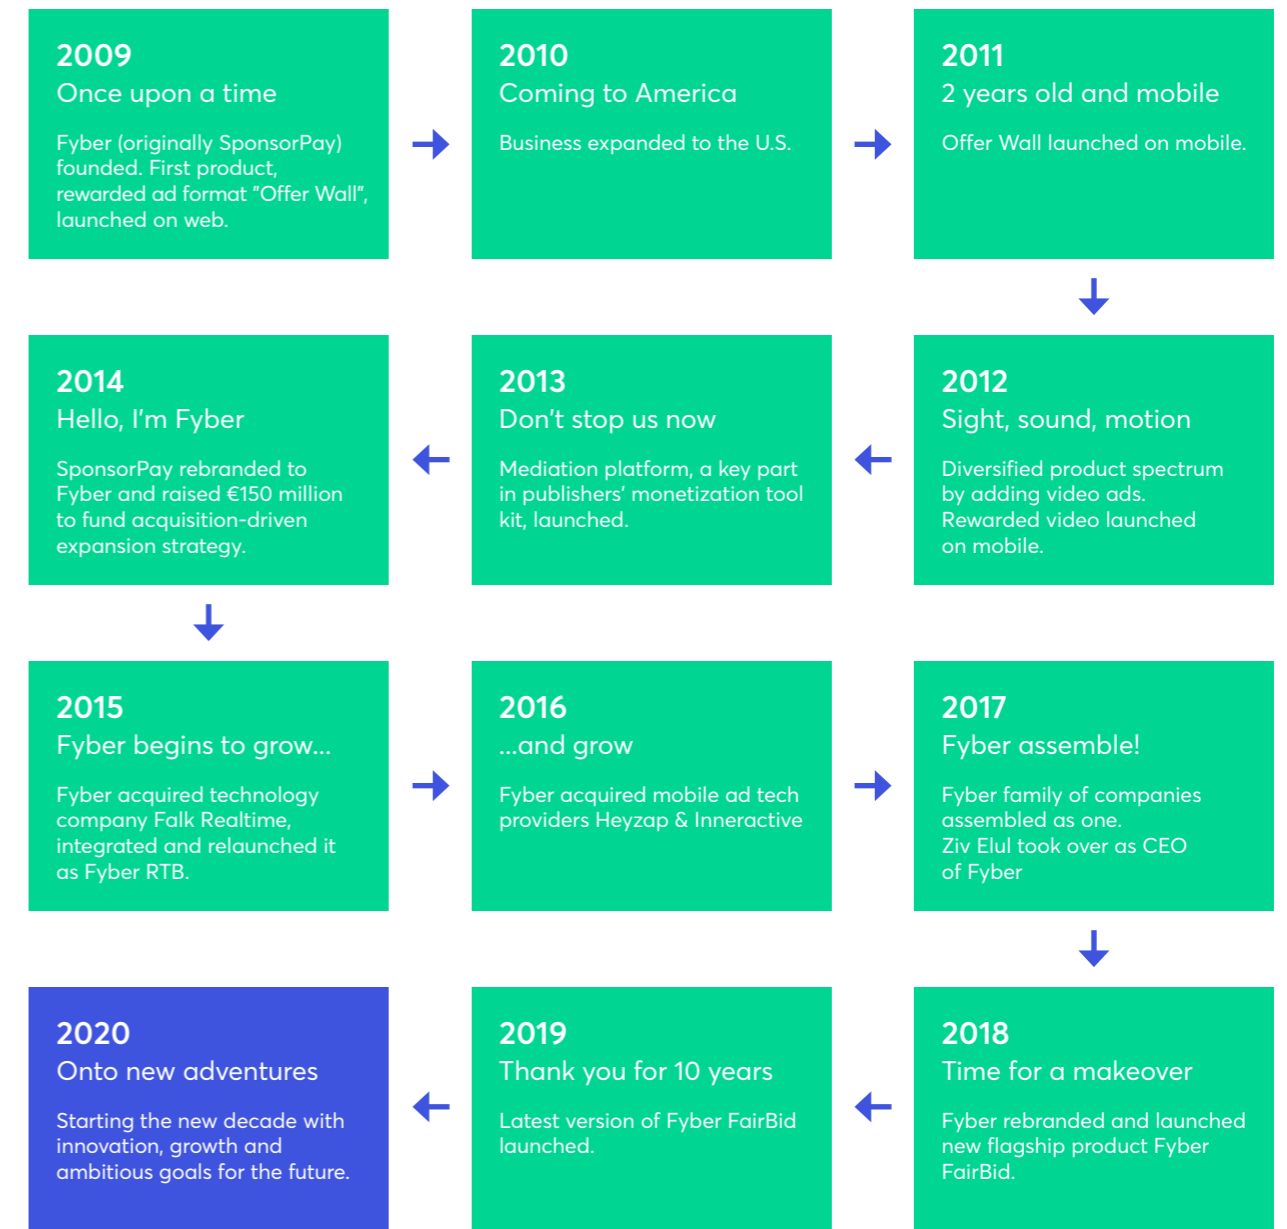 2009
Once upon a time
Fyber (originally SponsorPay)
founded. First product,
rewarded ad format "Offer Wall",
launched on web.
2010
Coming to America
Business expanded to the U.S.
2011
2 years old and mobile
Offer Wall launched on mobile.
2012
Sight, sound, motion
Diversified product spectrum
by adding video ads.
Rewarded video launched
on mobile.
2013
Don't stop us now
Mediation platform, a key part
in publishers' monetization tool
kit, launched.
2014
Hello, I'm Fyber
SponsorPay rebranded to
Fyber and raised €150 million
to fund acquisition-driven
expansion strategy.
2015
Fyber begins to grow...
Fyber acquired technology
company Falk Realtime,
integrated and relaunched it
as Fyber RTB.
2016
...and grow
Fyber acquired mobile ad tech
providers Heyzap & Inneractive
2017
Fyber assemble!
Fyber family of companies
assembled as one.
Ziv Elul took over as CEO
of Fyber
2018
Time for a makeover
Fyber rebranded and launched
new flagship product Fyber
FairBid.
2019
Thank you for 10 years
Latest version of Fyber FairBid
launched.
2020
Onto new adventures
Starting the new decade with
innovation, growth and
ambitious goals for the future.